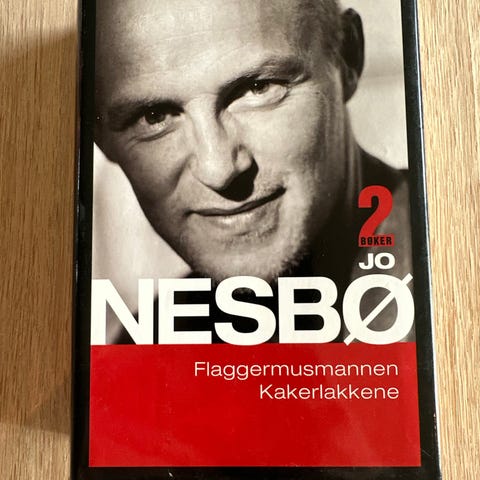 2
BØKER
JO
NESBØ
Flaggermusmannen
Kakerlakkene